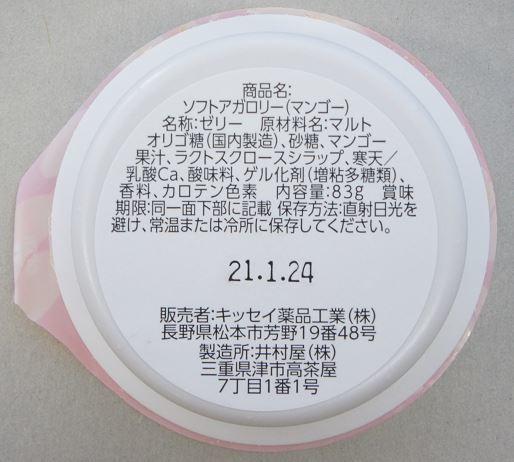 商品名:
ソフトアガロリー(マンゴー)
名称:ゼリー 原材料名:マルト
オリゴ糖(国内製造)、砂糖、マンゴー
果汁、ラクトスクロースシラップ、寒天/
乳酸Ca、酸味料、ゲル化剤(増粘多糖類)、
香料、カロテン色素 内容量:83g 賞味
期限:同一面下部に記載 保存方法:直射日光を
避け、常温または冷所に保存してください。
21.1.24
販売者:キッセイ薬品工業(株)
長野県松本市芳野19番48号
製造所:井村屋(株)
三重県津市高茶屋
7丁目1番1号